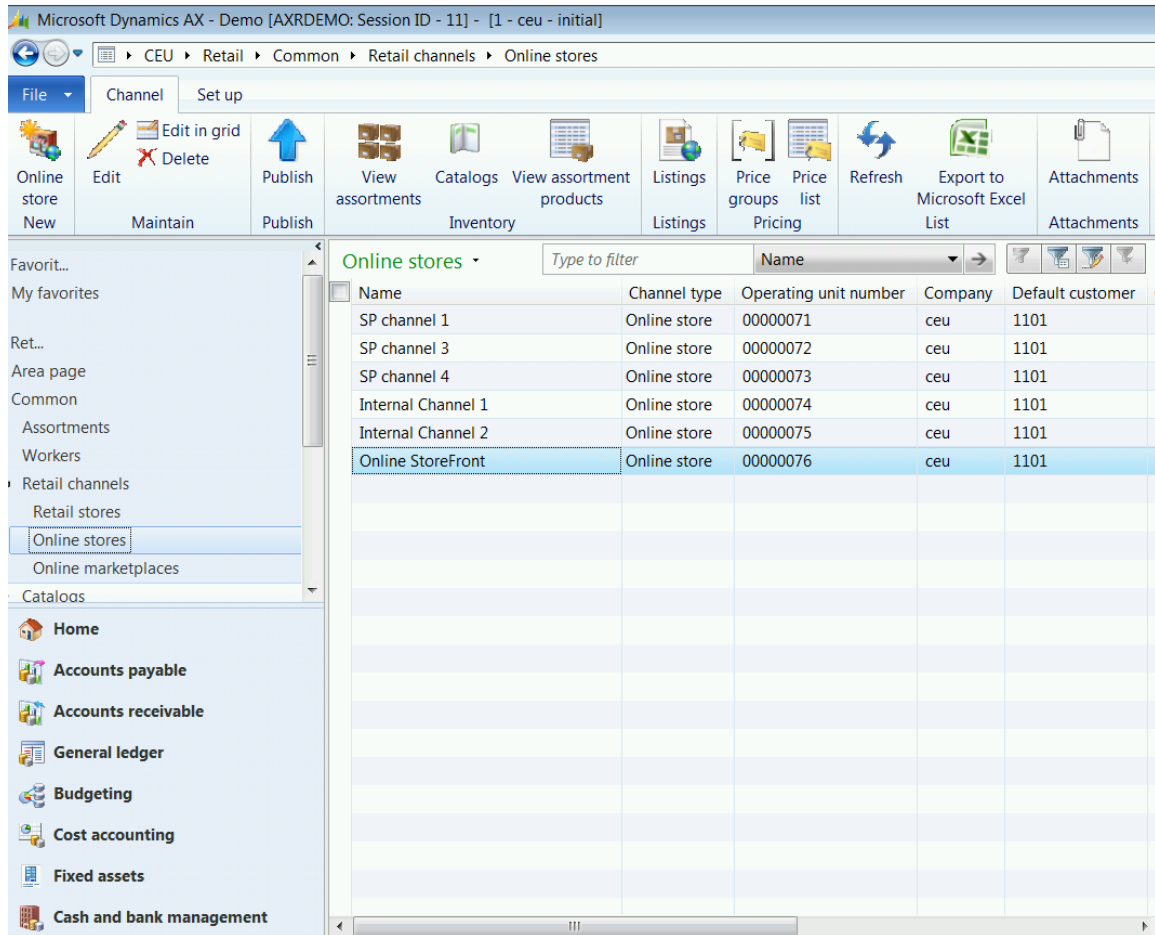 Microsoft Dynamics AX - Demo [AXRDEMO: Session ID - 11] - [1 - ceu - initial]
CEU Retail Common Retail channels Online stores
File Channel Set up
Online store
New
Edit
Edit in grid
Delete
Maintain
Publish
Publish
View assortments
Catalogs
View assortment products
Inventory
Listings
Listings
Price groups
Price list
Pricing
Refresh
Export to Microsoft Excel
List
Attachments
Attachments
Favorit...
My favorites
Ret...
Area page
Common
Assortments
Workers
Retail channels
Retail stores
Online stores
Online marketplaces
Catalogs
Home
Accounts payable
Accounts receivable
General ledger
Budgeting
Cost accounting
Fixed assets
Cash and bank management
Online stores Type to filter Name
Name Channel type Operating unit number Company Default customer
SP channel 1 Online store 00000071 ceu 1101
SP channel 3 Online store 00000072 ceu 1101
SP channel 4 Online store 00000073 ceu 1101
Internal Channel 1 Online store 00000074 ceu 1101
Internal Channel 2 Online store 00000075 ceu 1101
Online StoreFront Online store 00000076 ceu 1101